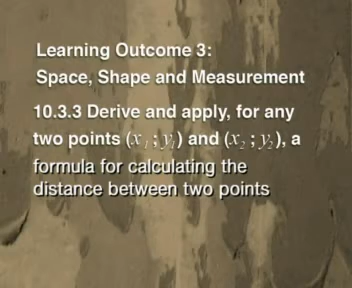 Learning Outcome 3:
Space, Shape and Measurement
10.3.3 Derive and apply, for any
two points (x₁ ; y₁) and (x₂ ; y₂), a
formula for calculating the
distance between two points